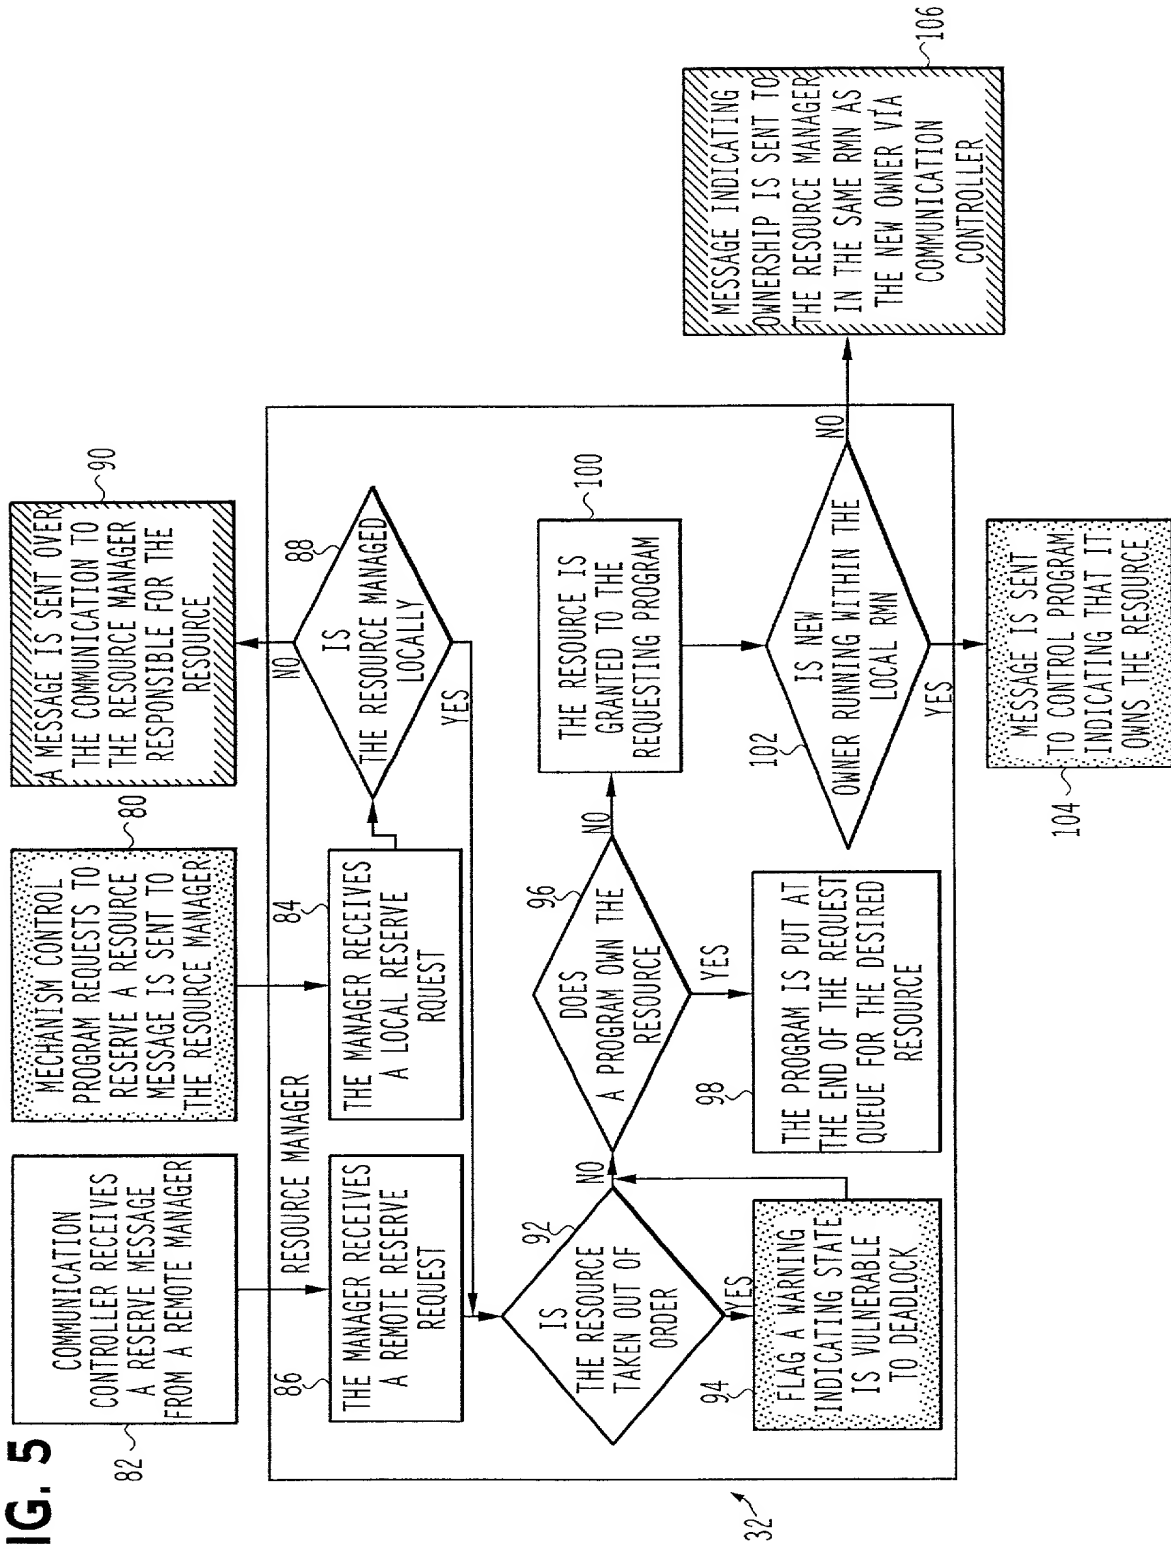 IG. 5
82
COMMUNICATION
CONTROLLER RECEIVES
A RESERVE MESSAGE
FROM A REMOTE MANAGER
80
MECHANISM CONTROL
PROGRAM REQUESTS TO
RESERVE A RESOURCE
MESSAGE IS SENT TO
THE RESOURCE MANAGER
90
A MESSAGE IS SENT OVER
THE COMMUNICATION TO
THE RESOURCE MANAGER
RESPONSIBLE FOR THE
RESOURCE
RESOURCE MANAGER
86
THE MANAGER RECEIVES
A REMOTE RESERVE
REQUEST
84
THE MANAGER RECEIVES
A LOCAL RESERVE
RQUEST
88
IS
THE RESOURCE MANAGED
LOCALLY
NO
YES
92
IS
THE RESOURCE
TAKEN OUT OF
ORDER
NO
YES
96
DOES
A PROGRAM OWN THE
RESOURCE
NO
YES
100
THE RESOURCE IS
GRANTED TO THE
REQUESTING PROGRAM
94
FLAG A WARNING
INDICATING STATE
IS VULNERABLE
TO DEADLOCK
98
THE PROGRAM IS PUT AT
THE END OF THE REQUEST
QUEUE FOR THE DESIRED
RESOURCE
102
IS NEW
OWNER RUNNING WITHIN THE
LOCAL RMN
NO
YES
32
104
MESSAGE IS SENT
TO CONTROL PROGRAM
INDICATING THAT IT
OWNS THE RESOURCE
106
MESSAGE INDICATING
OWNERSHIP IS SENT TO
THE RESOURCE MANAGER
IN THE SAME RMN AS
THE NEW OWNER VIA
COMMUNICATION
CONTROLLER